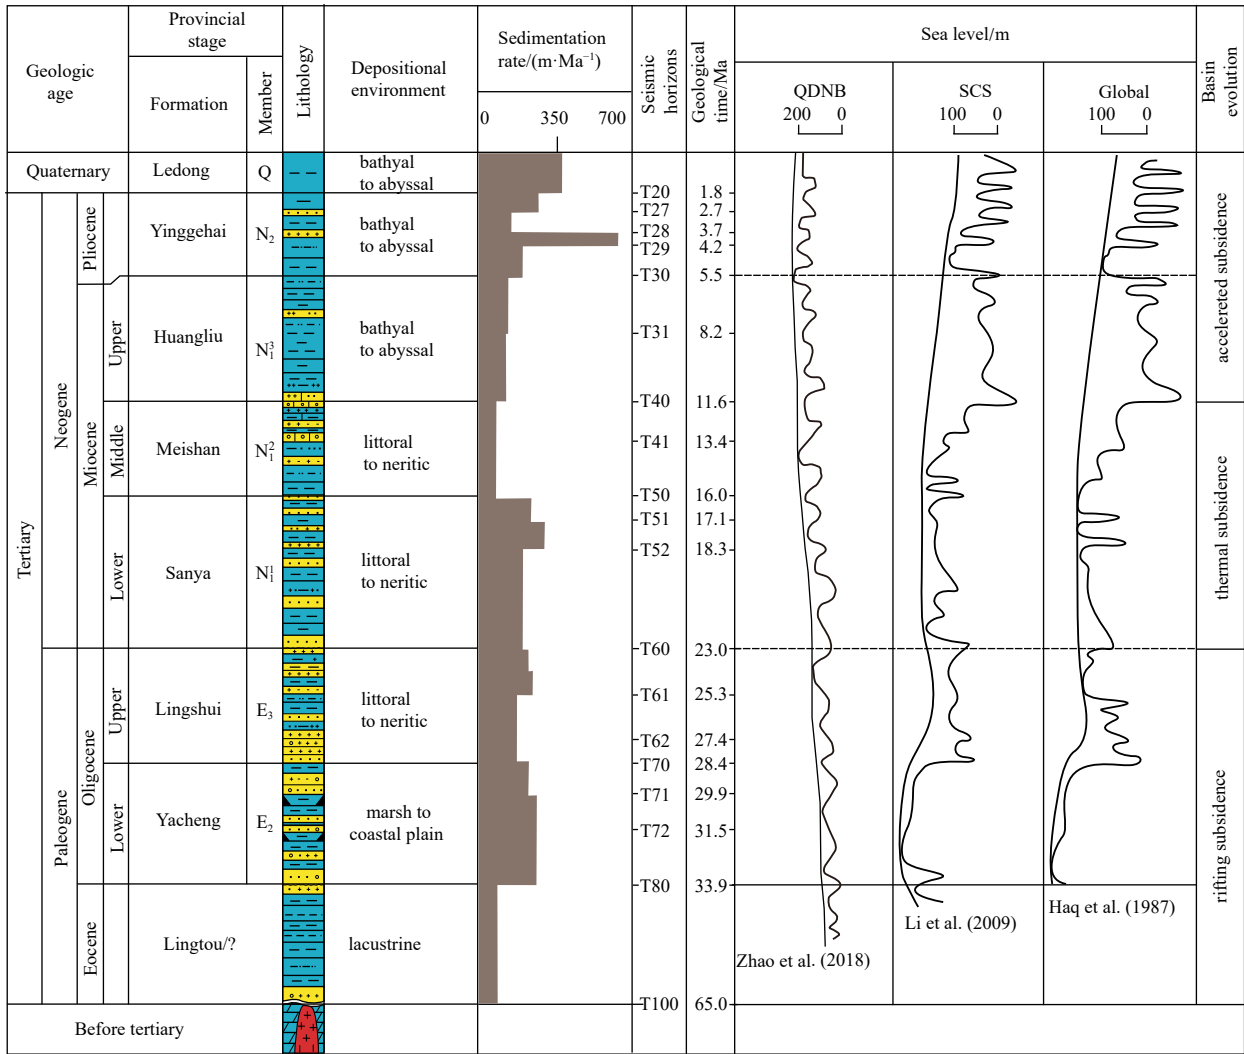 Geologic
age
Provincial
stage
Formation
Member
Lithology
Depositional
environment
Sedimentation
rate/(m·Ma⁻¹)
0 350 700
Seismic
horizons
Geological
time/Ma
Sea level/m
QDNB
200 0
SCS
100 0
Global
100 0
Basin
evolution
Quaternary
Ledong
Q
bathyal
to abyssal
Tertiary
Neogene
Pliocene
Yinggehai
N₂
bathyal
to abyssal
Miocene
Upper
Huangliu
N₁³
bathyal
to abyssal
Middle
Meishan
N₁²
littoral
to neritic
Lower
Sanya
N₁¹
littoral
to neritic
Paleogene
Oligocene
Upper
Lingshui
E₃
littoral
to neritic
Lower
Yacheng
E₂
marsh to
coastal plain
Eocene
Lingtou/?
lacustrine
Before tertiary
T20 1.8
T27 2.7
T28 3.7
T29 4.2
T30 5.5
T31 8.2
T40 11.6
T41 13.4
T50 16.0
T51 17.1
T52 18.3
T60 23.0
T61 25.3
T62 27.4
T70 28.4
T71 29.9
T72 31.5
T80 33.9
T100 65.0
Zhao et al. (2018)
Li et al. (2009)
Haq et al. (1987)
accelereted subsidence
thermal subsidence
rifting subsidence